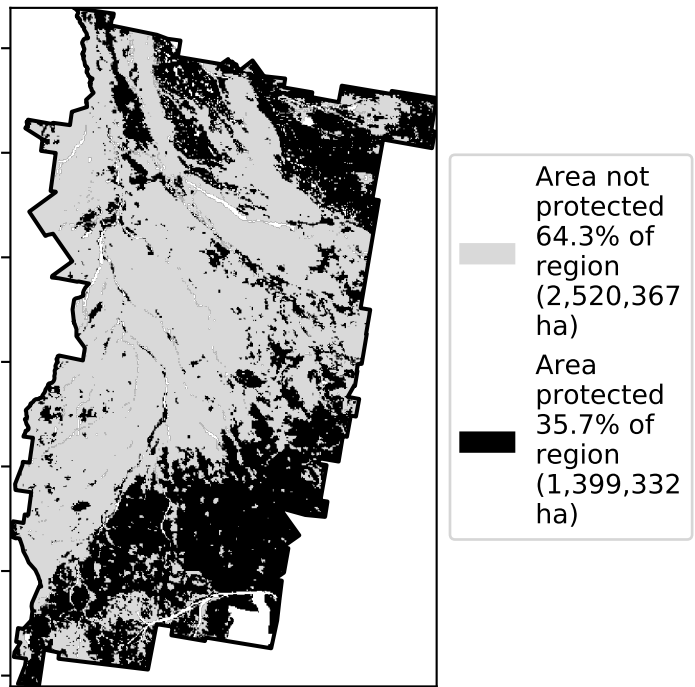 Area not
protected
64.3% of
region
(2,520,367
ha)
Area
protected
35.7% of
region
(1,399,332
ha)